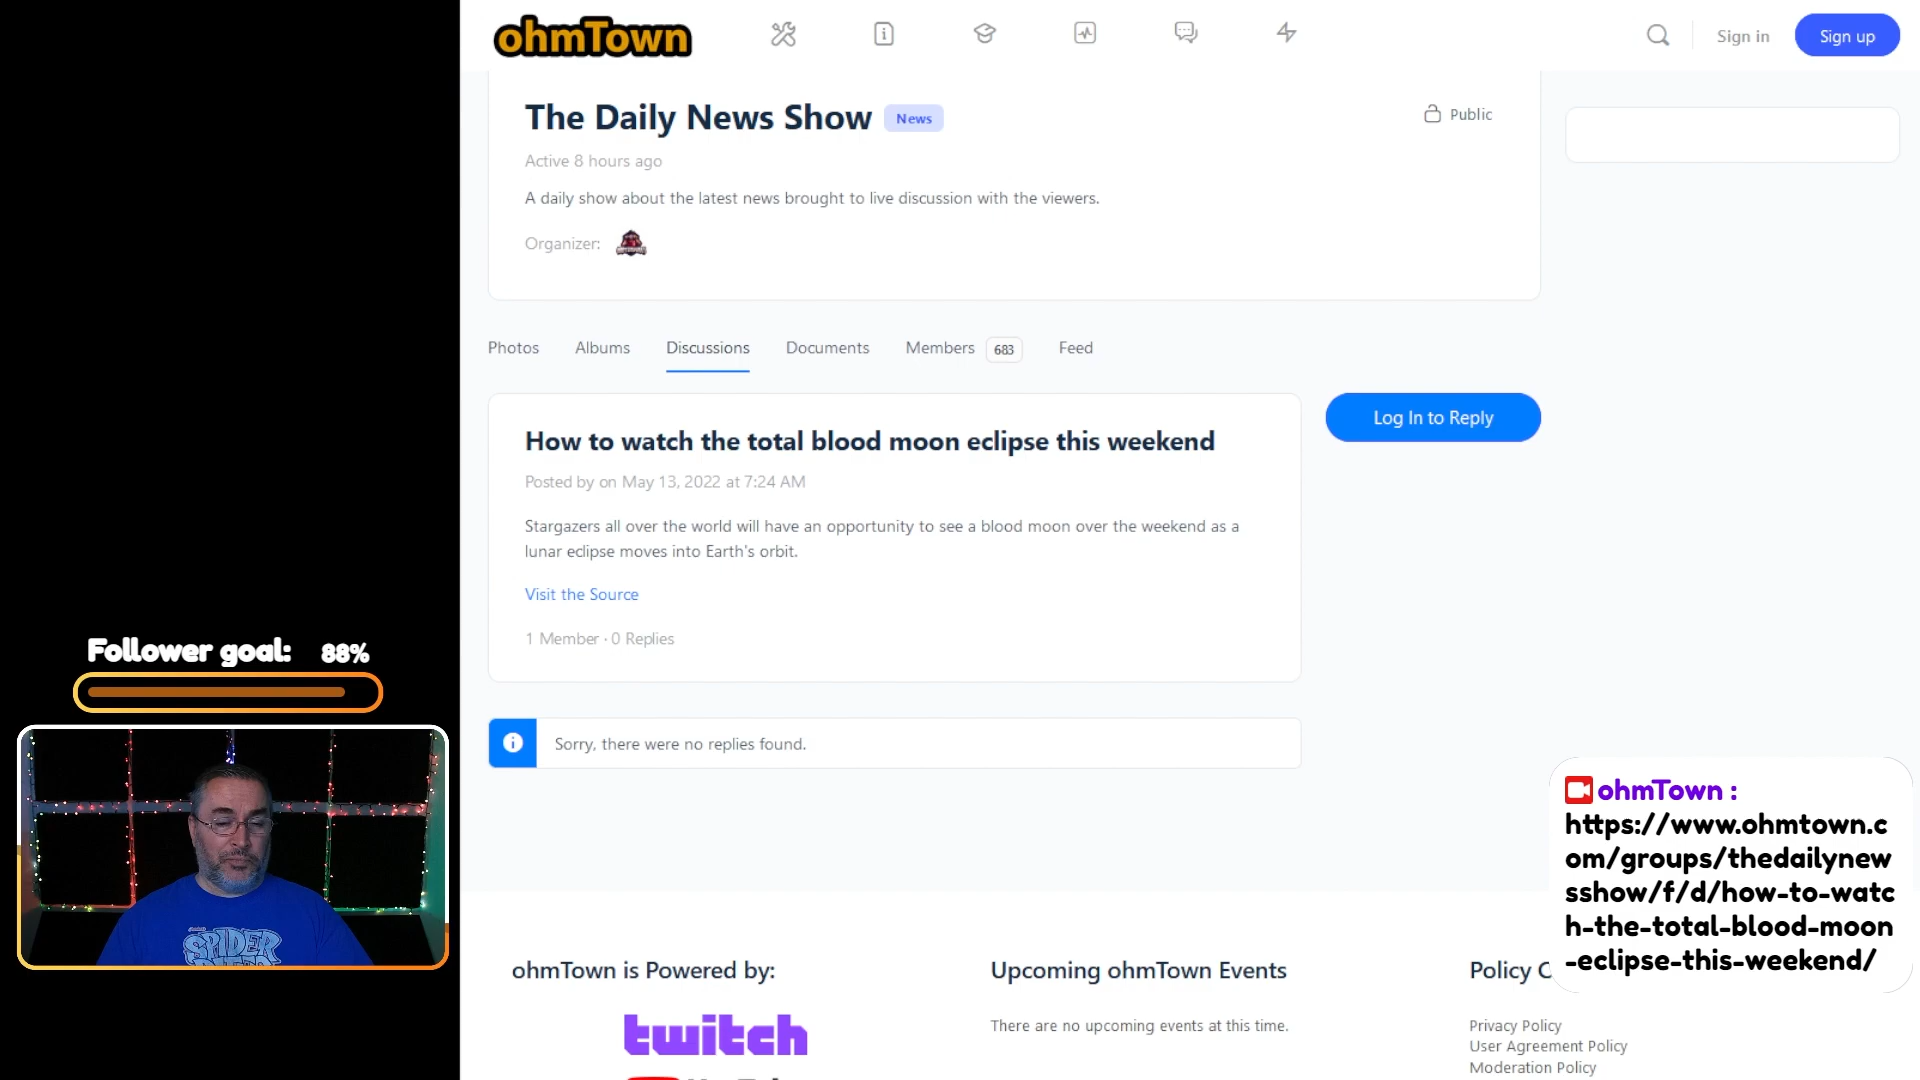 ohmTown
Sign in
Sign up
The Daily News Show
News
Public
Active 8 hours ago
A daily show about the latest news brought to live discussion with the viewers.
Organizer:
Photos
Albums
Discussions
Documents
Members
683
Feed
How to watch the total blood moon eclipse this weekend
Log In to Reply
Posted by on May 13, 2022 at 7:24 AM
Stargazers all over the world will have an opportunity to see a blood moon over the weekend as a
lunar eclipse moves into Earth's orbit.
Visit the Source
1 Member · 0 Replies
Sorry, there were no replies found.
Follower goal: 88%
SPIDER
ohmTown :
https://www.ohmtown.c
om/groups/thedailynew
sshow/f/d/how-to-watc
h-the-total-blood-moon
-eclipse-this-weekend/
ohmTown is Powered by:
twitch
Upcoming ohmTown Events
There are no upcoming events at this time.
Policy
Privacy Policy
User Agreement Policy
Moderation Policy